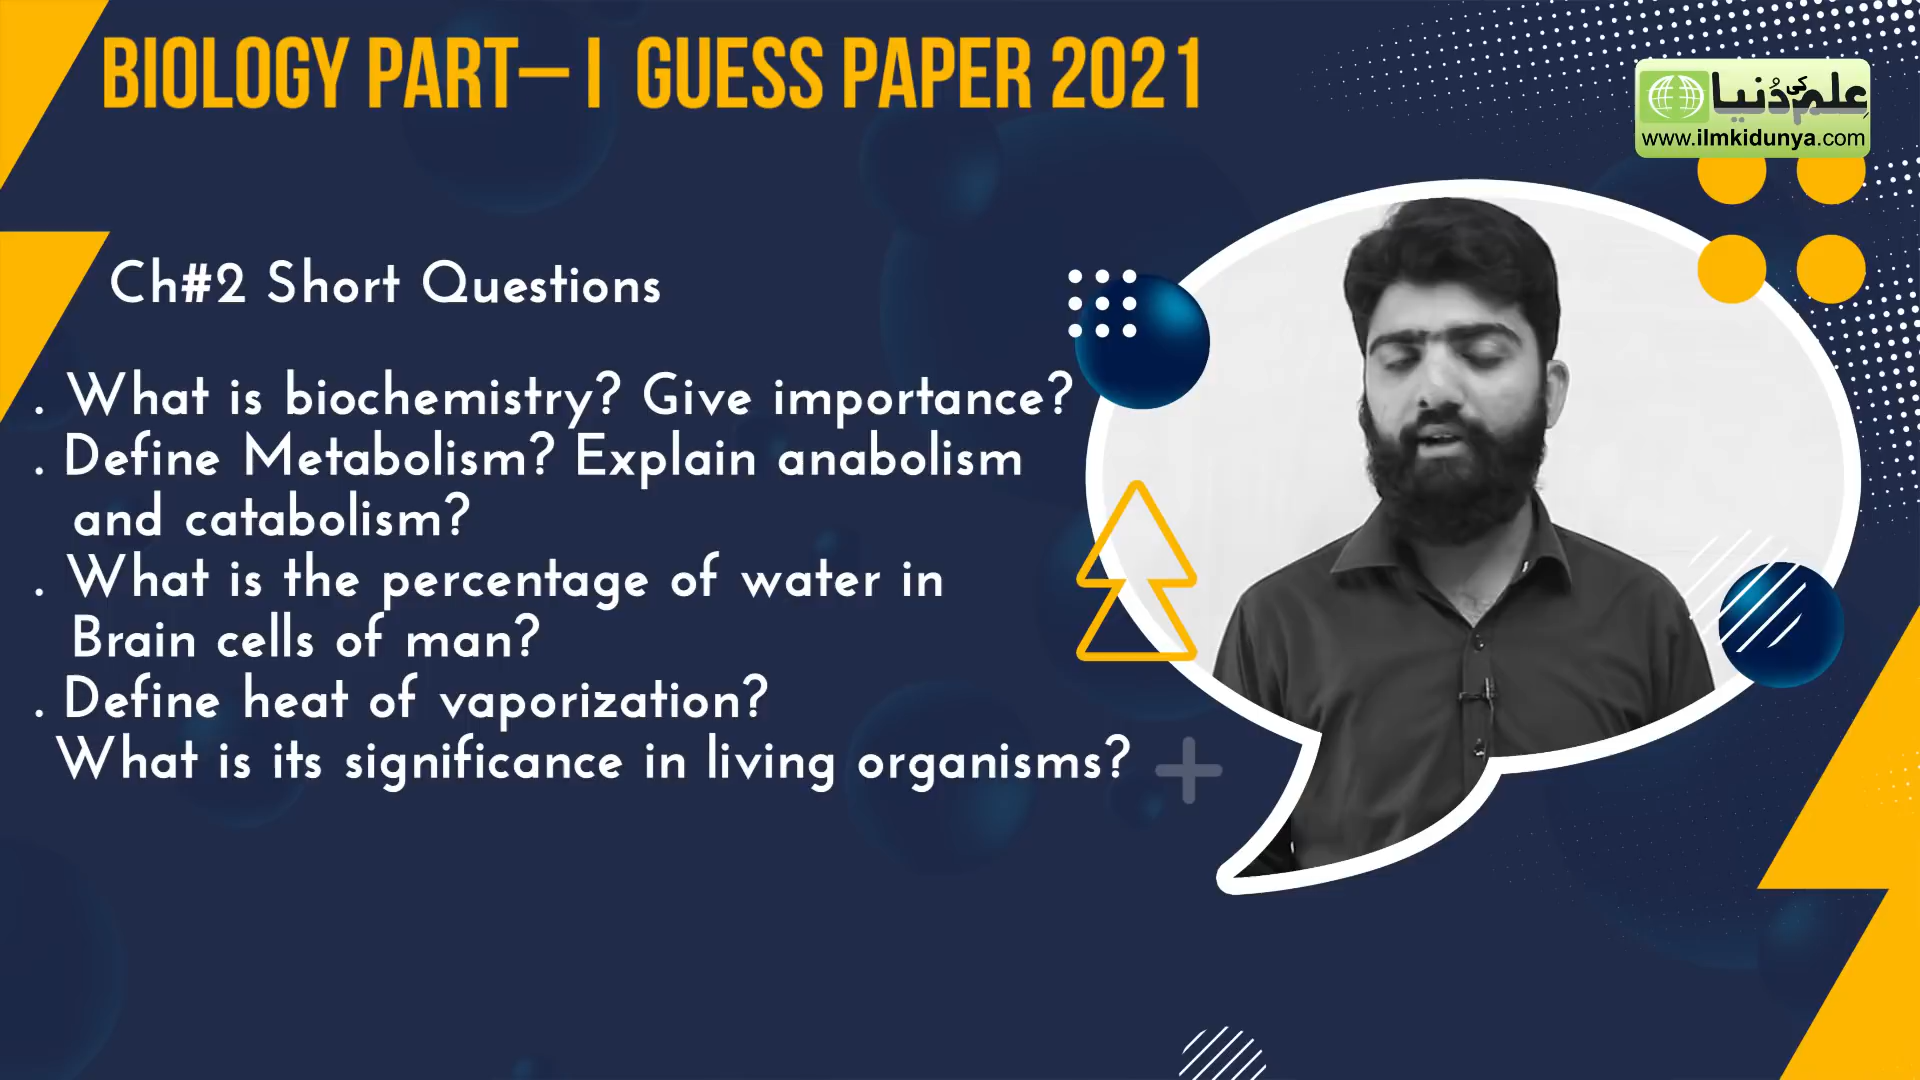 BIOLOGY PART—I GUESS PAPER 2021
علم کی دُنیا
www.ilmkidunya.com
Ch#2 Short Questions
. What is biochemistry? Give importance?
. Define Metabolism? Explain anabolism
and catabolism?
. What is the percentage of water in
Brain cells of man?
. Define heat of vaporization?
What is its significance in living organisms?